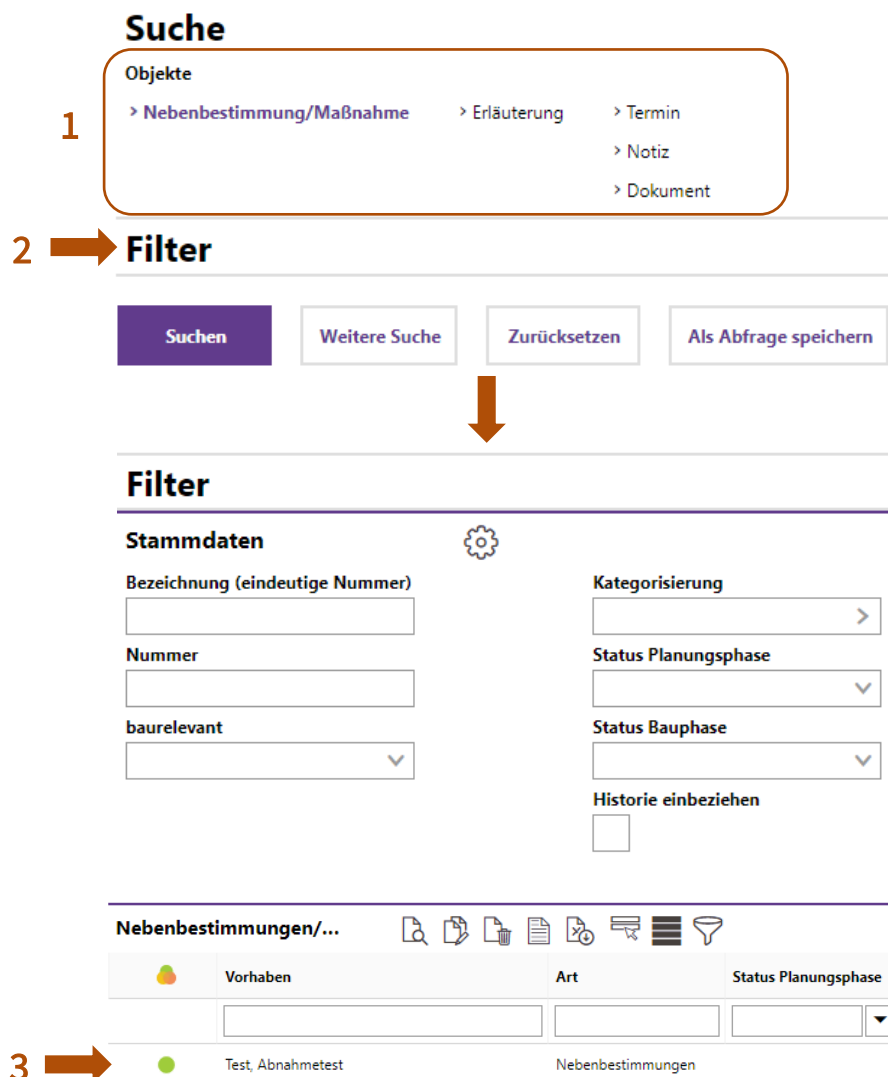 Suche
Objekte
1
> Nebenbestimmung/Maßnahme > Erläuterung > Termin
> Notiz
> Dokument
2 Filter
Suchen Weitere Suche Zurücksetzen Als Abfrage speichern
Filter
Stammdaten
Bezeichnung (eindeutige Nummer) Kategorisierung
Nummer Status Planungsphase
baurelevant Status Bauphase
Historie einbeziehen
Nebenbestimmungen/...
Vorhaben Art Status Planungsphase
3 Test, Abnahmetest Nebenbestimmungen